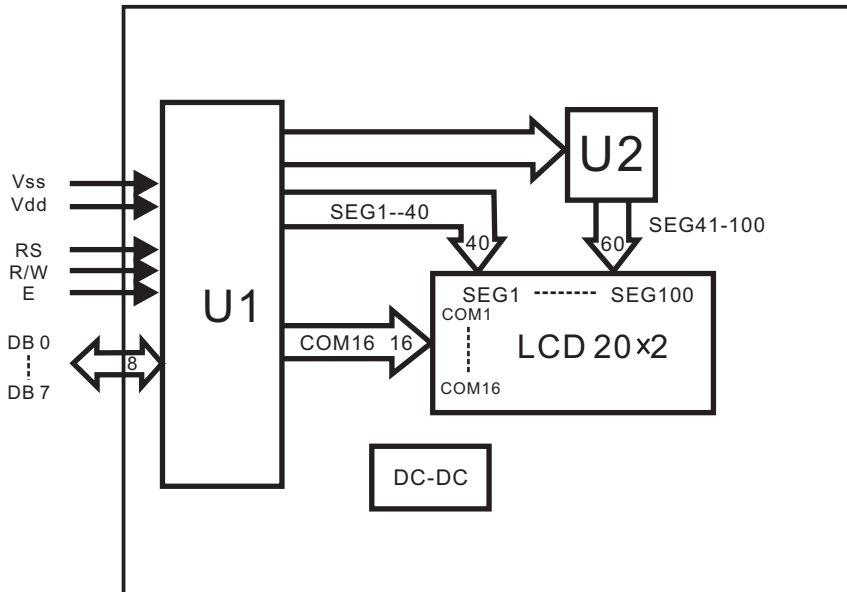 Vss
Vdd
RS
R/W
E
DB 0
DB 7
8
U1
U2
SEG1--40
40
SEG41-100
60
SEG1 SEG100
COM1
COM16 16
LCD 20×2
COM16
DC-DC